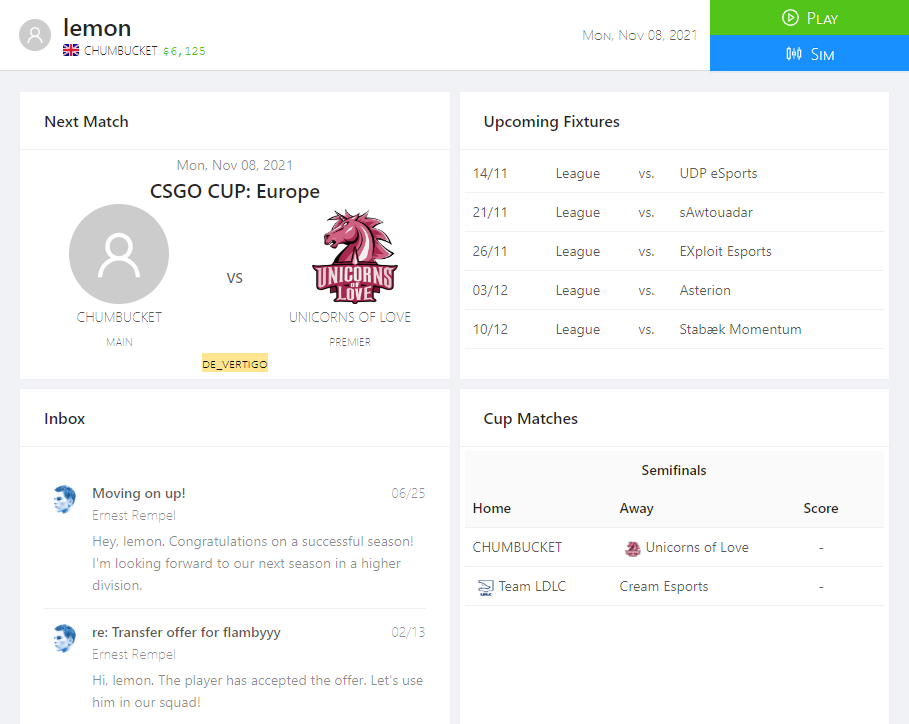 lemon
CHUMBUCKET $6,125
Mon, Nov 08, 2021
Play
Sim
Next Match
Mon, Nov 08, 2021
CSGO CUP: Europe
UNICORNS
OF
LOVE
VS
CHUMBUCKET
UNICORNS OF LOVE
MAIN
PREMIER
DE_VERTIGO
Upcoming Fixtures
14/11 League vs. UDP eSports
21/11 League vs. sAwtouadar
26/11 League vs. EXploit Esports
03/12 League vs. Asterion
10/12 League vs. Stabæk Momentum
Inbox
Moving on up! 06/25
Ernest Rempel
Hey, lemon. Congratulations on a successful season!
I'm looking forward to our next season in a higher
division.
re: Transfer offer for flambyyy 02/13
Ernest Rempel
Hi, lemon. The player has accepted the offer. Let's use
him in our squad!
Cup Matches
Semifinals
Home Away Score
CHUMBUCKET Unicorns of Love -
LDLC Team LDLC Cream Esports -